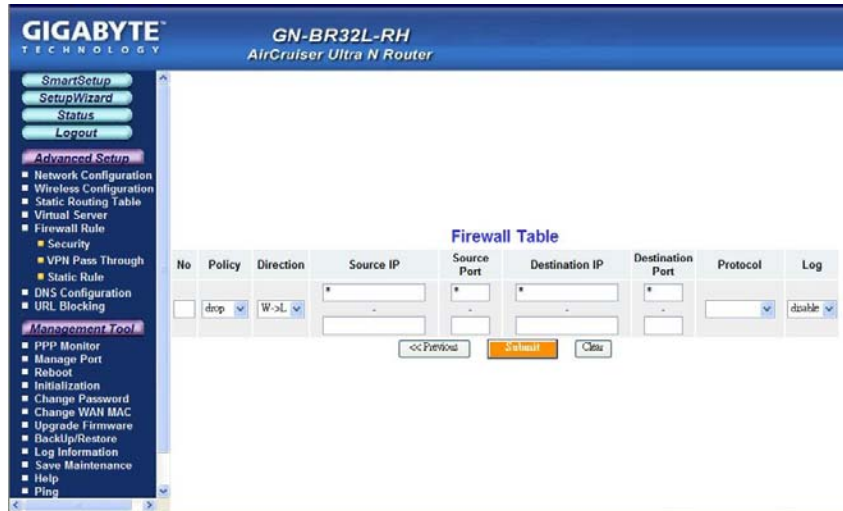 GIGABYTE™
TECHNOLOGY
GN-BR32L-RH
AirCruiser Ultra N Router
SmartSetup
SetupWizard
Status
Logout
Advanced Setup
Network Configuration
Wireless Configuration
Static Routing Table
Virtual Server
Firewall Rule
Security
VPN Pass Through
Static Rule
DNS Configuration
URL Blocking
Management Tool
PPP Monitor
Manage Port
Reboot
Initialization
Change Password
Change WAN MAC
Upgrade Firmware
BackUp/Restore
Log Information
Save Maintenance
Help
Ping
Firewall Table
No Policy Direction Source IP Source Port Destination IP Destination Port Protocol Log
* * * *
drop W->L - - - - disable
<< Previous Submit Clear